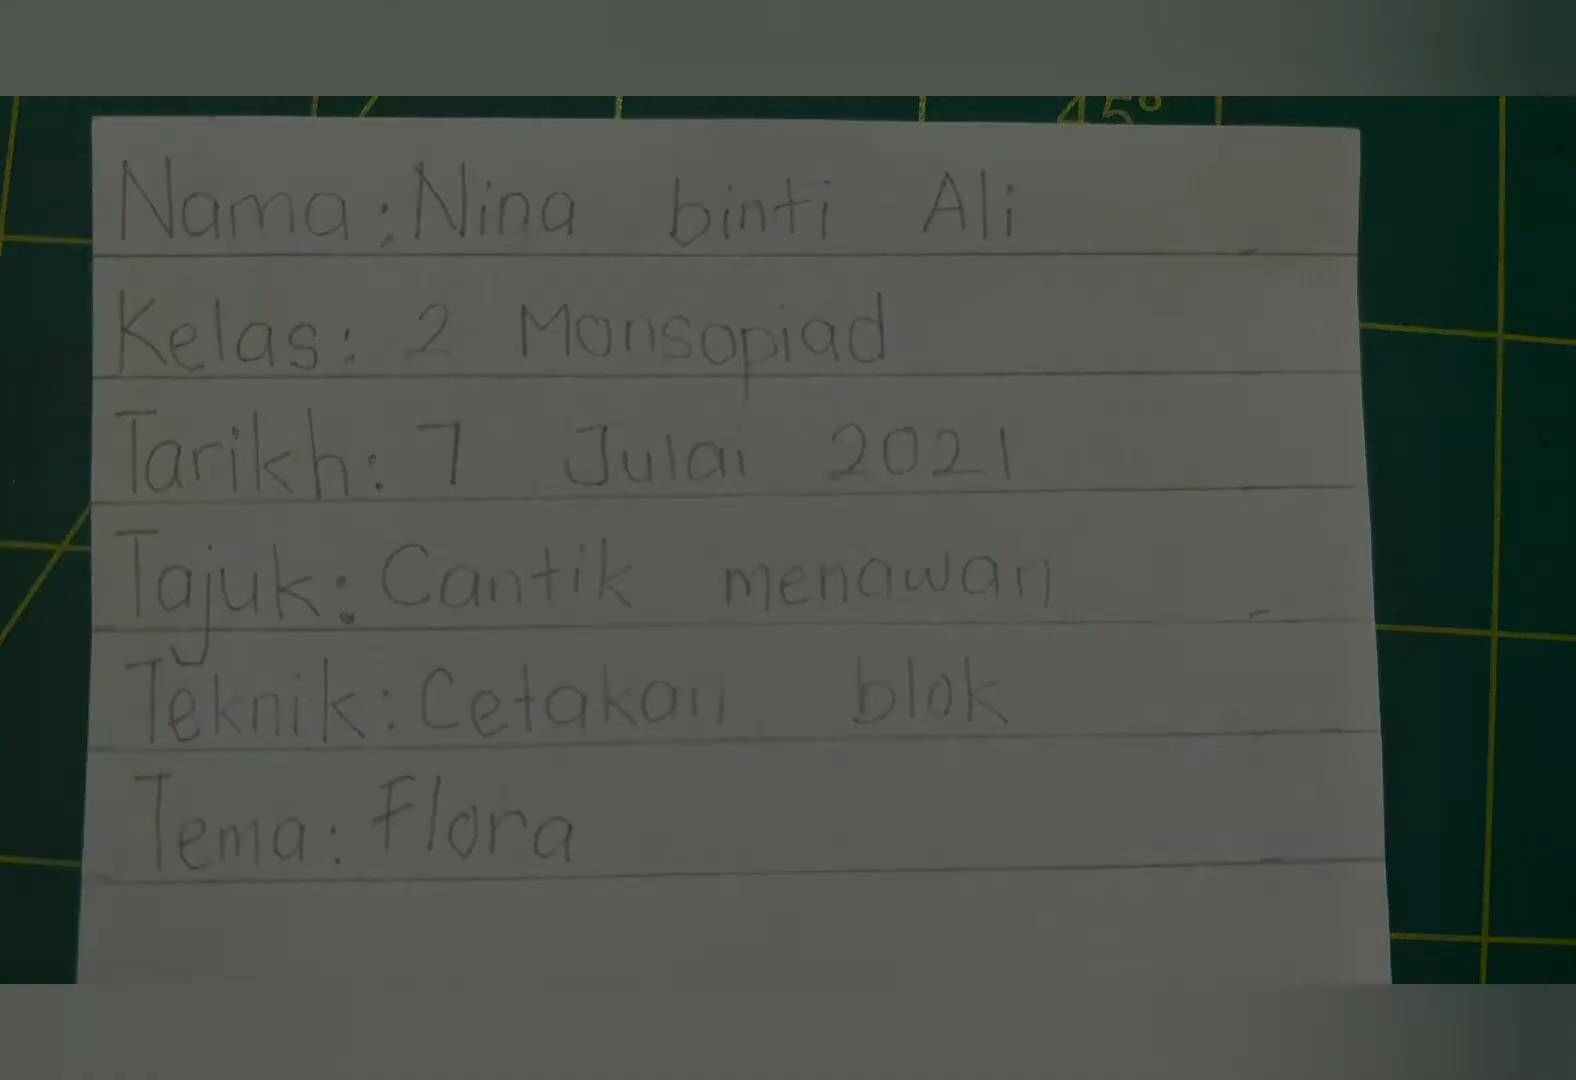 45°
Nama: Nina binti Ali
Kelas: 2 Monsopiad
Tarikh: 7 Julai 2021
Tajuk: Cantik menawan
Teknik: Cetakan blok
Tema: Flora